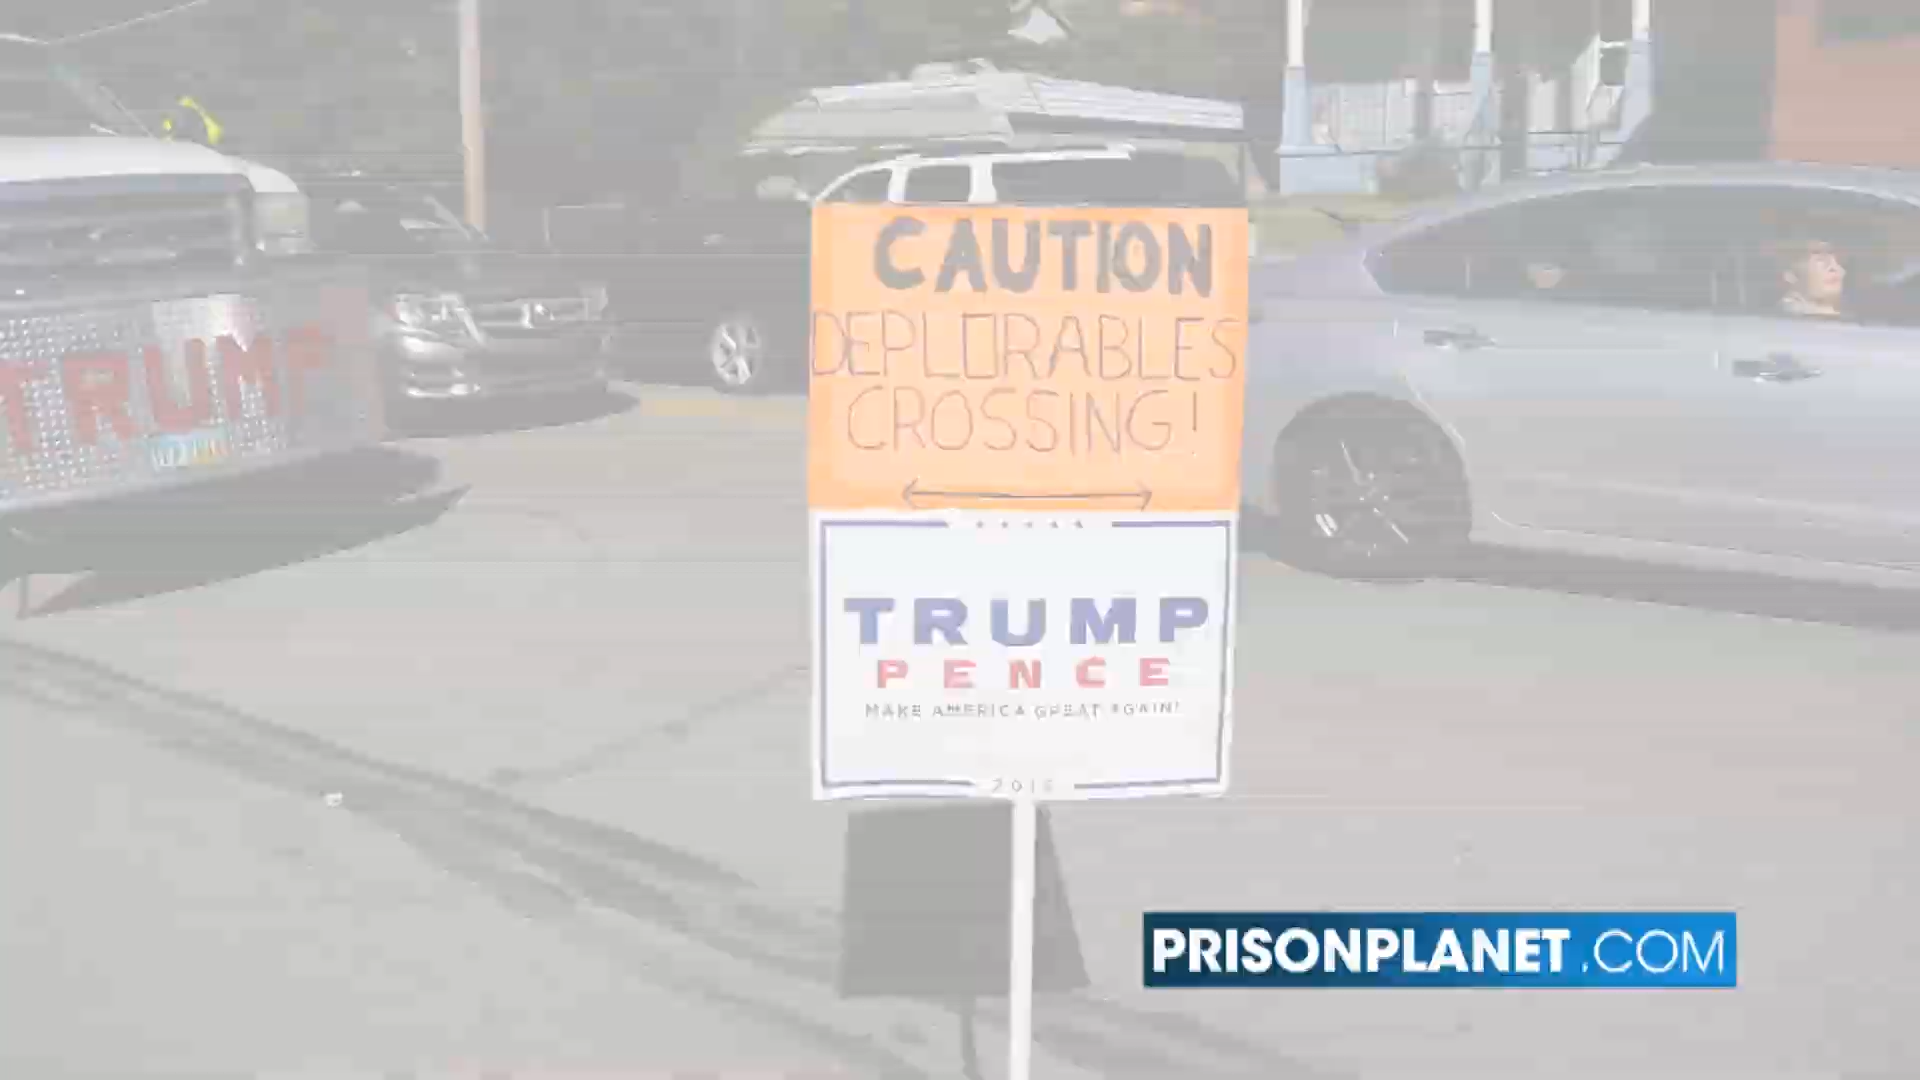 TRUMP
CAUTION
DEPLORABLES
CROSSING!
TRUMP
PENCE
MAKE AMERICA GREAT AGAIN!
PRISONPLANET.COM